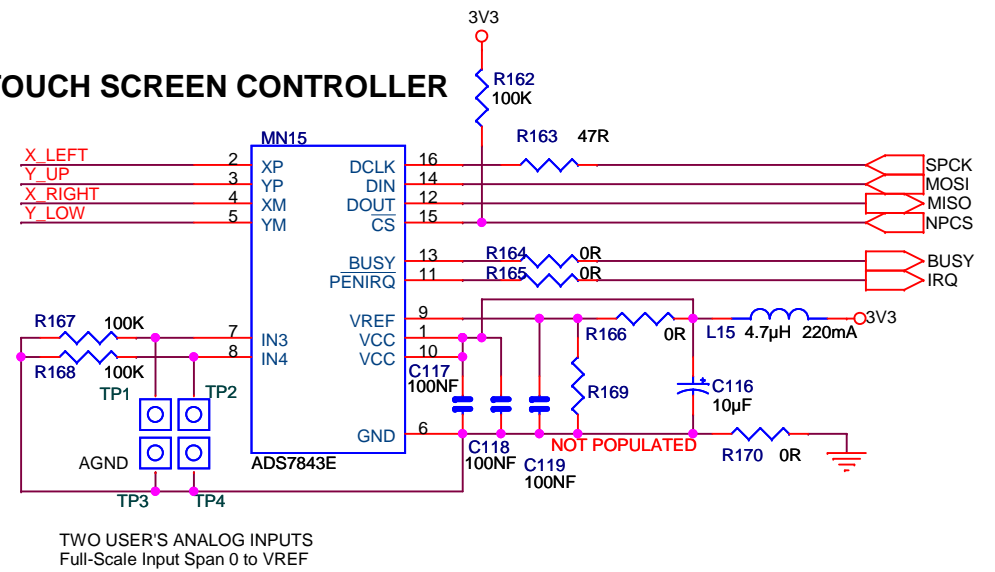 3V3
TOUCH SCREEN CONTROLLER
R162
100K
R163 47R
MN15
X_LEFT 2 XP DCLK 16 SPCK
Y_UP 3 YP DIN 14 MOSI
X_RIGHT 4 XM DOUT 12 MISO
Y_LOW 5 YM CS 15 NPCS
BUSY 13 R164 0R BUSY
PENIRQ 11 R165 0R IRQ
VREF 9 R166 0R L15 4.7µH 220mA 3V3
R167 100K 7 IN3 VCC 1
R168 100K 8 IN4 VCC 10
C117
100NF
R169
C116
10µF
TP1 TP2
GND 6
C118
100NF
C119
100NF
NOT POPULATED
R170 0R
AGND
ADS7843E
TP3 TP4
TWO USER'S ANALOG INPUTS
Full-Scale Input Span 0 to VREF